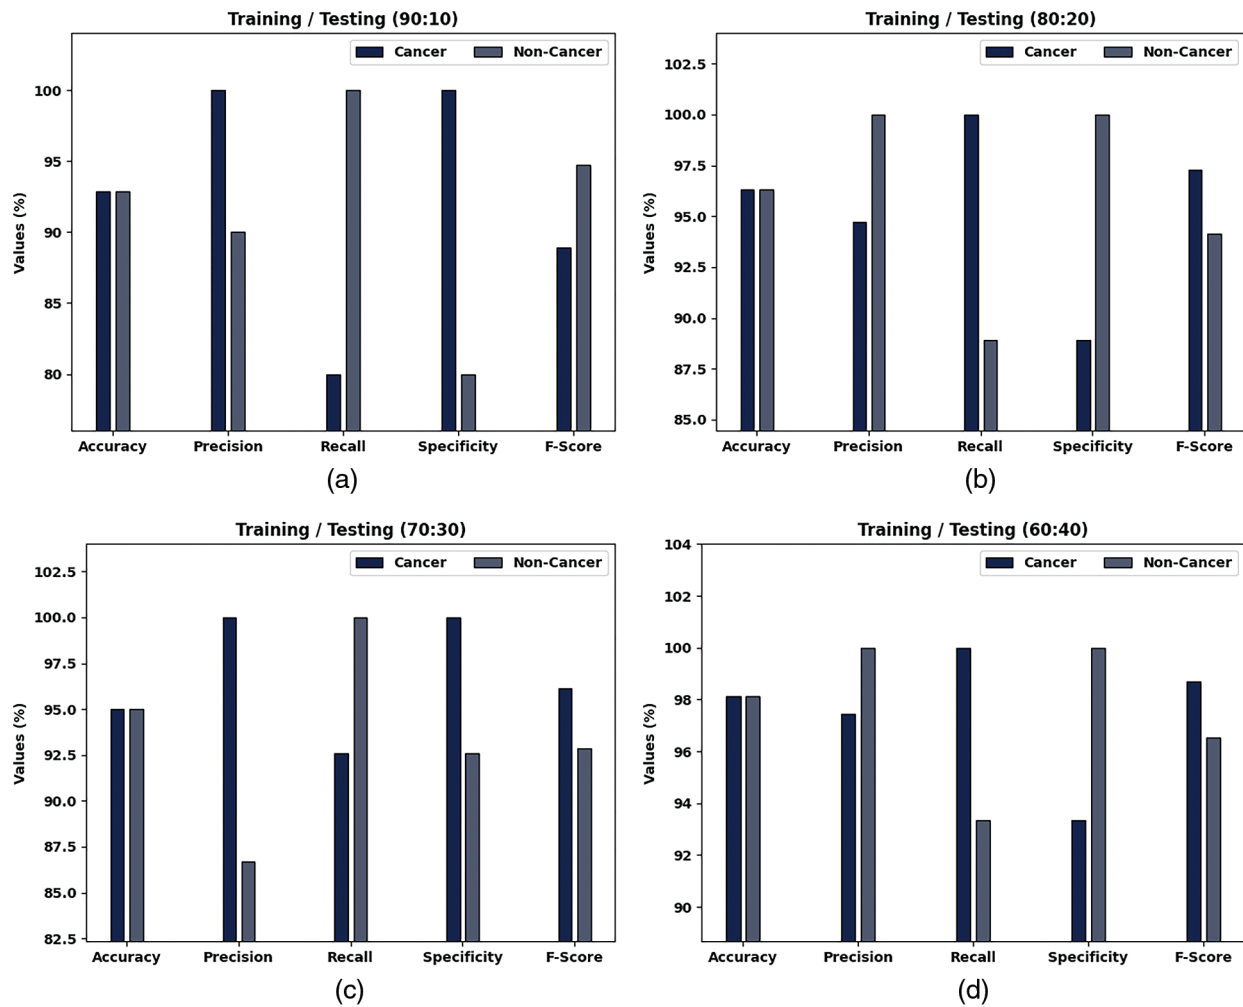 Training / Testing (90:10)
Cancer Non-Cancer
100
95
90
85
80
Values (%)
Accuracy Precision Recall Specificity F-Score
(a)
Training / Testing (80:20)
Cancer Non-Cancer
102.5
100.0
97.5
95.0
92.5
90.0
87.5
85.0
Values (%)
Accuracy Precision Recall Specificity F-Score
(b)
Training / Testing (70:30)
Cancer Non-Cancer
102.5
100.0
97.5
95.0
92.5
90.0
87.5
85.0
82.5
Values (%)
Accuracy Precision Recall Specificity F-Score
(c)
Training / Testing (60:40)
Cancer Non-Cancer
104
102
100
98
96
94
92
90
Values (%)
Accuracy Precision Recall Specificity F-Score
(d)